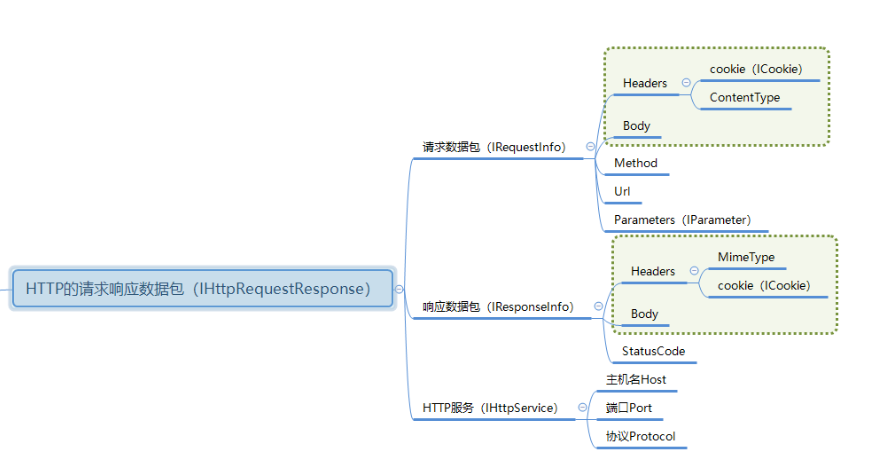 HTTP的请求响应数据包（IHttpRequestResponse）
请求数据包（IRequestInfo）
Headers
cookie（ICookie）
ContentType
Body
Method
Url
Parameters（IParameter）
响应数据包（IResponseInfo）
Headers
MimeType
cookie（ICookie）
Body
StatusCode
HTTP服务（IHttpService）
主机名Host
端口Port
协议Protocol